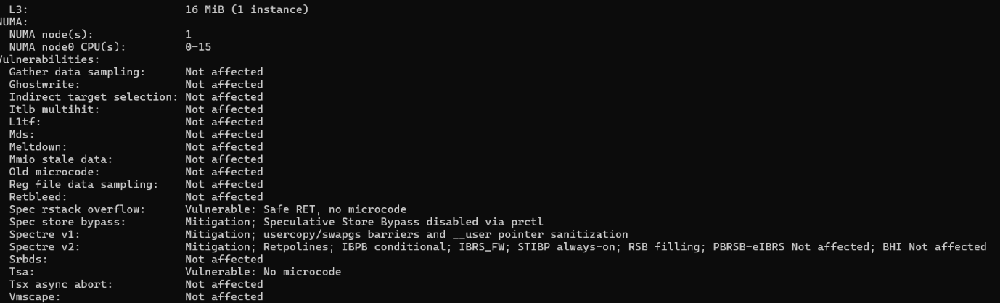 L3: 16 MiB (1 instance)
NUMA:
NUMA node(s): 1
NUMA node0 CPU(s): 0-15
Vulnerabilities:
Gather data sampling: Not affected
Ghostwrite: Not affected
Indirect target selection: Not affected
Itlb multihit: Not affected
L1tf: Not affected
Mds: Not affected
Meltdown: Not affected
Mmio stale data: Not affected
Old microcode: Not affected
Reg file data sampling: Not affected
Retbleed: Not affected
Spec rstack overflow: Vulnerable: Safe RET, no microcode
Spec store bypass: Mitigation; Speculative Store Bypass disabled via prctl
Spectre v1: Mitigation; usercopy/swapgs barriers and __user pointer sanitization
Spectre v2: Mitigation; Retpolines; IBPB conditional; IBRS_FW; STIBP always-on; RSB filling; PBRSB-eIBRS Not affected; BHI Not affected
Srbds: Not affected
Tsa: Vulnerable: No microcode
Tsx async abort: Not affected
Vmscape: Not affected